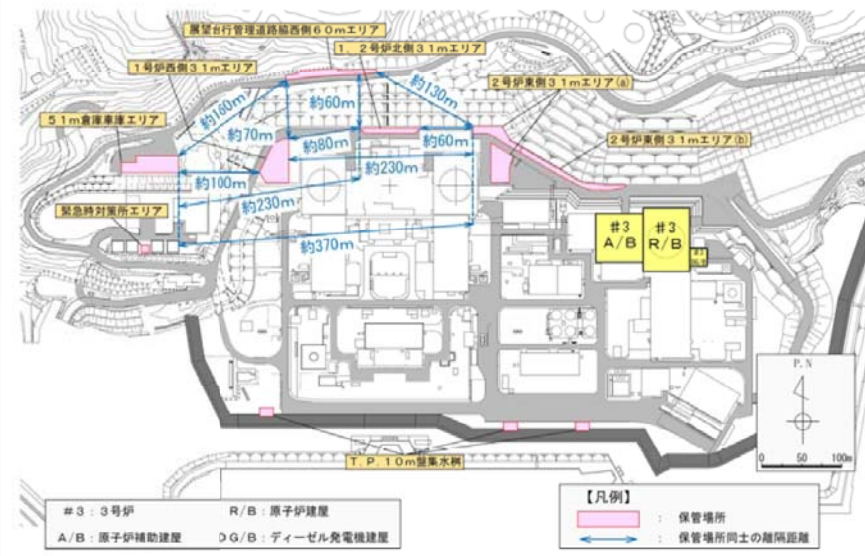 展望台行管理道路脇西側60mエリア
1、2号炉北側31mエリア
1号炉西側31mエリア
2号炉東側31mエリア(a)
51m倉庫車庫エリア
2号炉東側31mエリア(b)
緊急時対策所エリア
約160m
約60m
約130m
約70m
約80m
約60m
約100m
約230m
約230m
約370m
#3
A/B
#3
R/B
#3
T.P.10m盤集水桝
P.N
0 50 100m
#3:3号炉
R/B:原子炉建屋
A/B:原子炉補助建屋
DG/B:ディーゼル発電機建屋
【凡例】
: 保管場所
: 保管場所同士の離隔距離